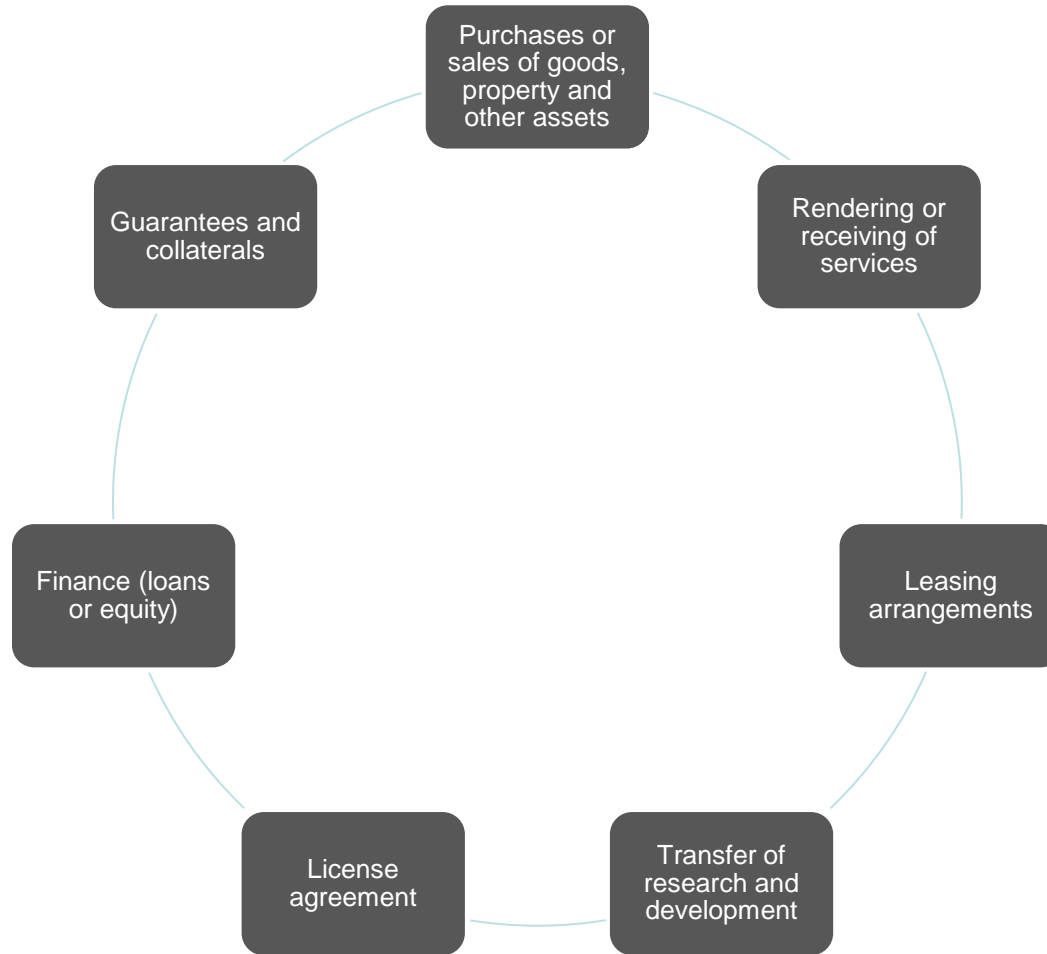 Purchases or
sales of goods,
property and
other assets
Rendering or
receiving of
services
Leasing
arrangements
Transfer of
research and
development
License
agreement
Finance (loans
or equity)
Guarantees and
collaterals